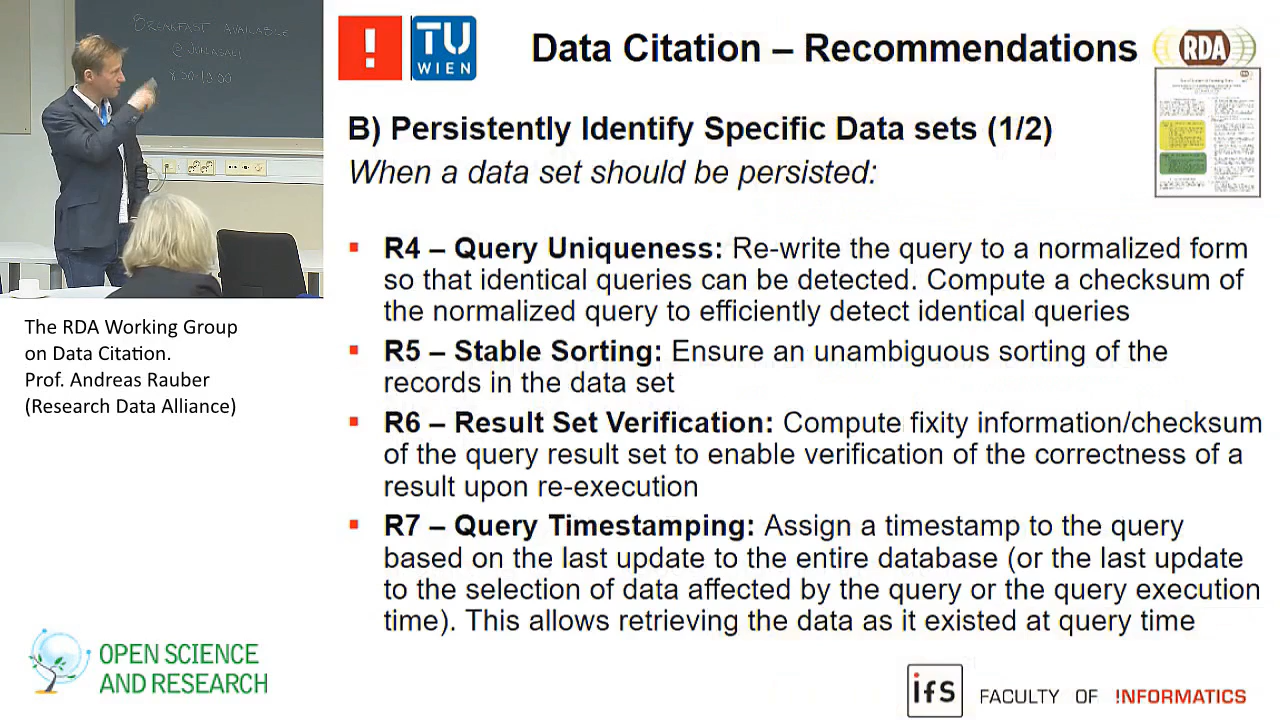 BREAKFAST AVAILABLE
@
!
TU
WIEN
Data Citation – Recommendations
RDA
B) Persistently Identify Specific Data sets (1/2)
When a data set should be persisted:
R4 – Query Uniqueness: Re-write the query to a normalized form
so that identical queries can be detected. Compute a checksum of
the normalized query to efficiently detect identical queries
R5 – Stable Sorting: Ensure an unambiguous sorting of the
records in the data set
R6 – Result Set Verification: Compute fixity information/checksum
of the query result set to enable verification of the correctness of a
result upon re-execution
R7 – Query Timestamping: Assign a timestamp to the query
based on the last update to the entire database (or the last update
to the selection of data affected by the query or the query execution
time). This allows retrieving the data as it existed at query time
The RDA Working Group
on Data Citation.
Prof. Andreas Rauber
(Research Data Alliance)
OPEN SCIENCE
AND RESEARCH
ifs
FACULTY OF !NFORMATICS